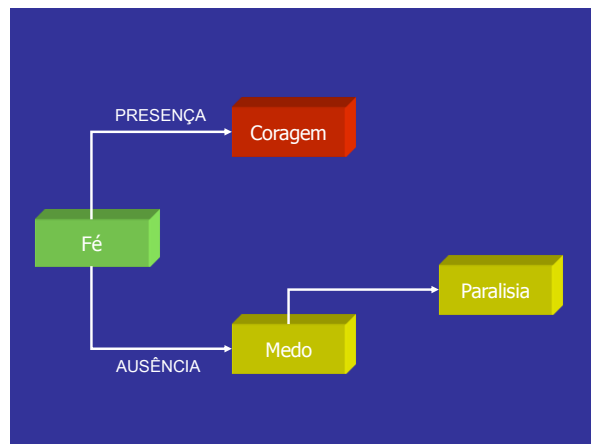 PRESENÇA
Coragem
Fé
Paralisia
Medo
AUSÊNCIA